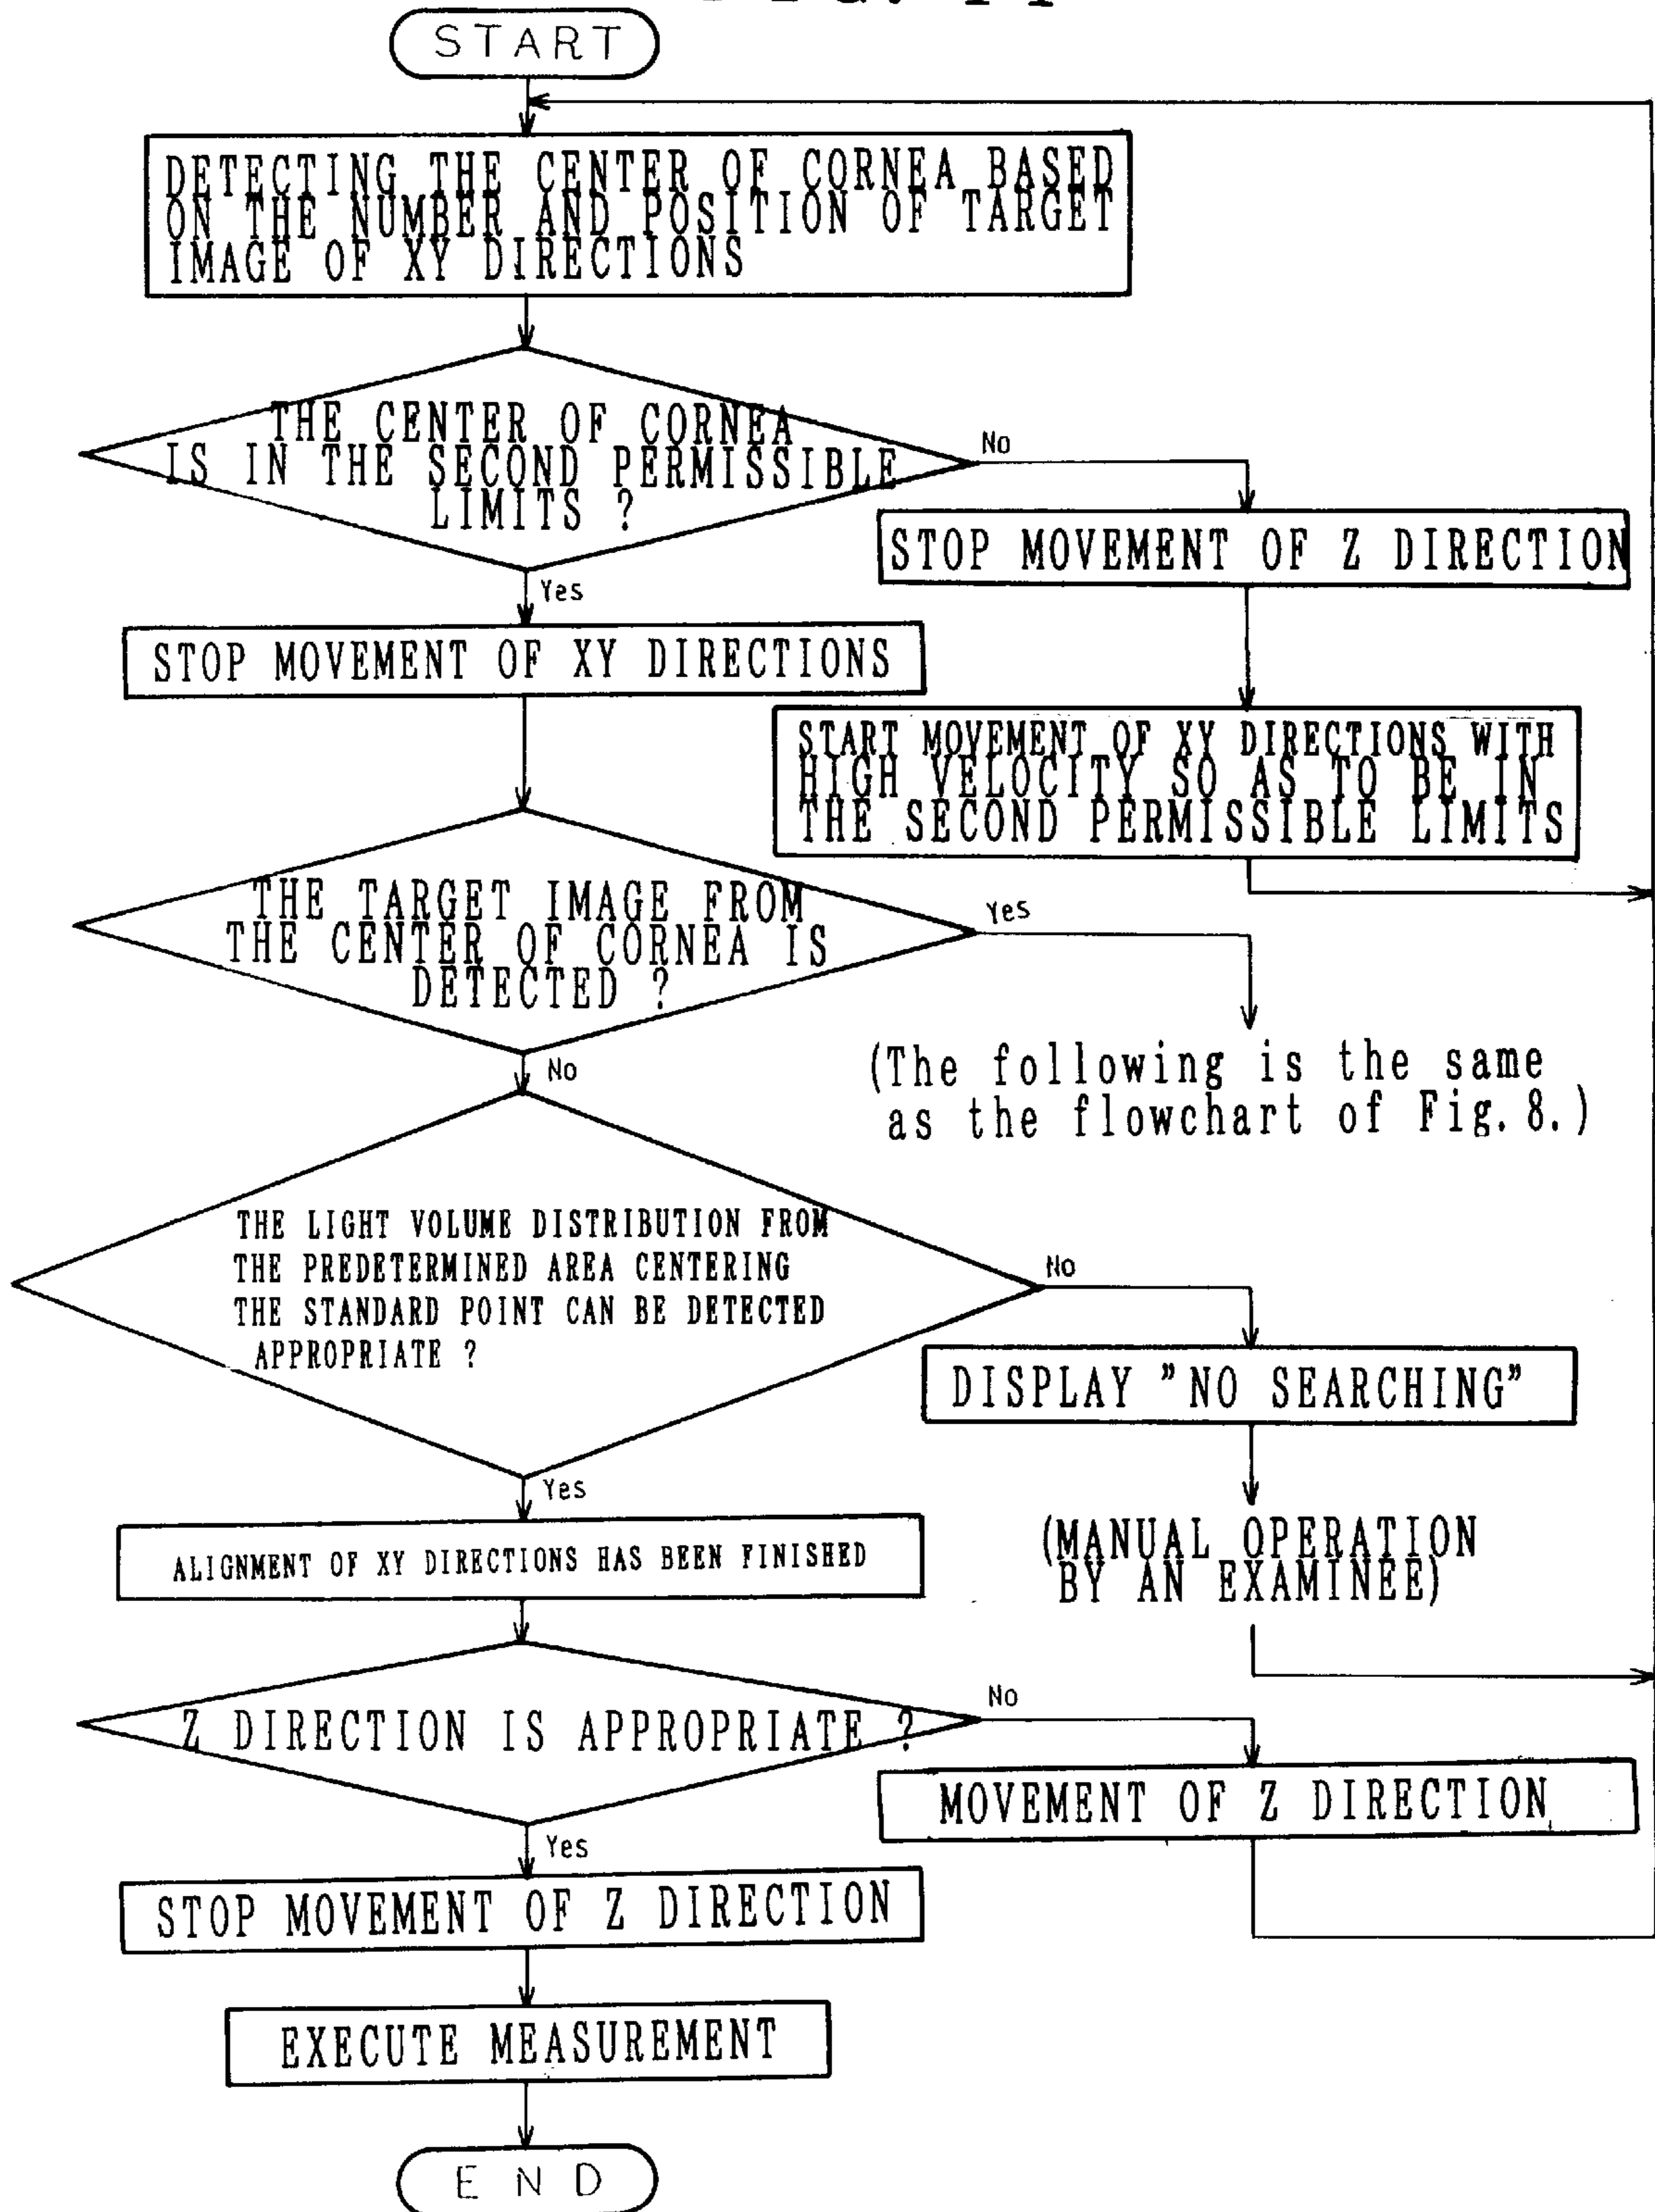 START
DETECTING THE CENTER OF CORNEA BASED
ON THE NUMBER AND POSITION OF TARGET
IMAGE OF XY DIRECTIONS
THE CENTER OF CORNEA
IS IN THE SECOND PERMISSIBLE
LIMITS ?
No
STOP MOVEMENT OF Z DIRECTION
Yes
STOP MOVEMENT OF XY DIRECTIONS
START MOVEMENT OF XY DIRECTIONS WITH
HIGH VELOCITY SO AS TO BE IN
THE SECOND PERMISSIBLE LIMITS
THE TARGET IMAGE FROM
THE CENTER OF CORNEA IS
DETECTED ?
Yes
(The following is the same
as the flowchart of Fig. 8.)
No
THE LIGHT VOLUME DISTRIBUTION FROM
THE PREDETERMINED AREA CENTERING
THE STANDARD POINT CAN BE DETECTED
APPROPRIATE ?
No
DISPLAY "NO SEARCHING"
(MANUAL OPERATION
BY AN EXAMINEE)
Yes
ALIGNMENT OF XY DIRECTIONS HAS BEEN FINISHED
Z DIRECTION IS APPROPRIATE ?
No
MOVEMENT OF Z DIRECTION
Yes
STOP MOVEMENT OF Z DIRECTION
EXECUTE MEASUREMENT
END